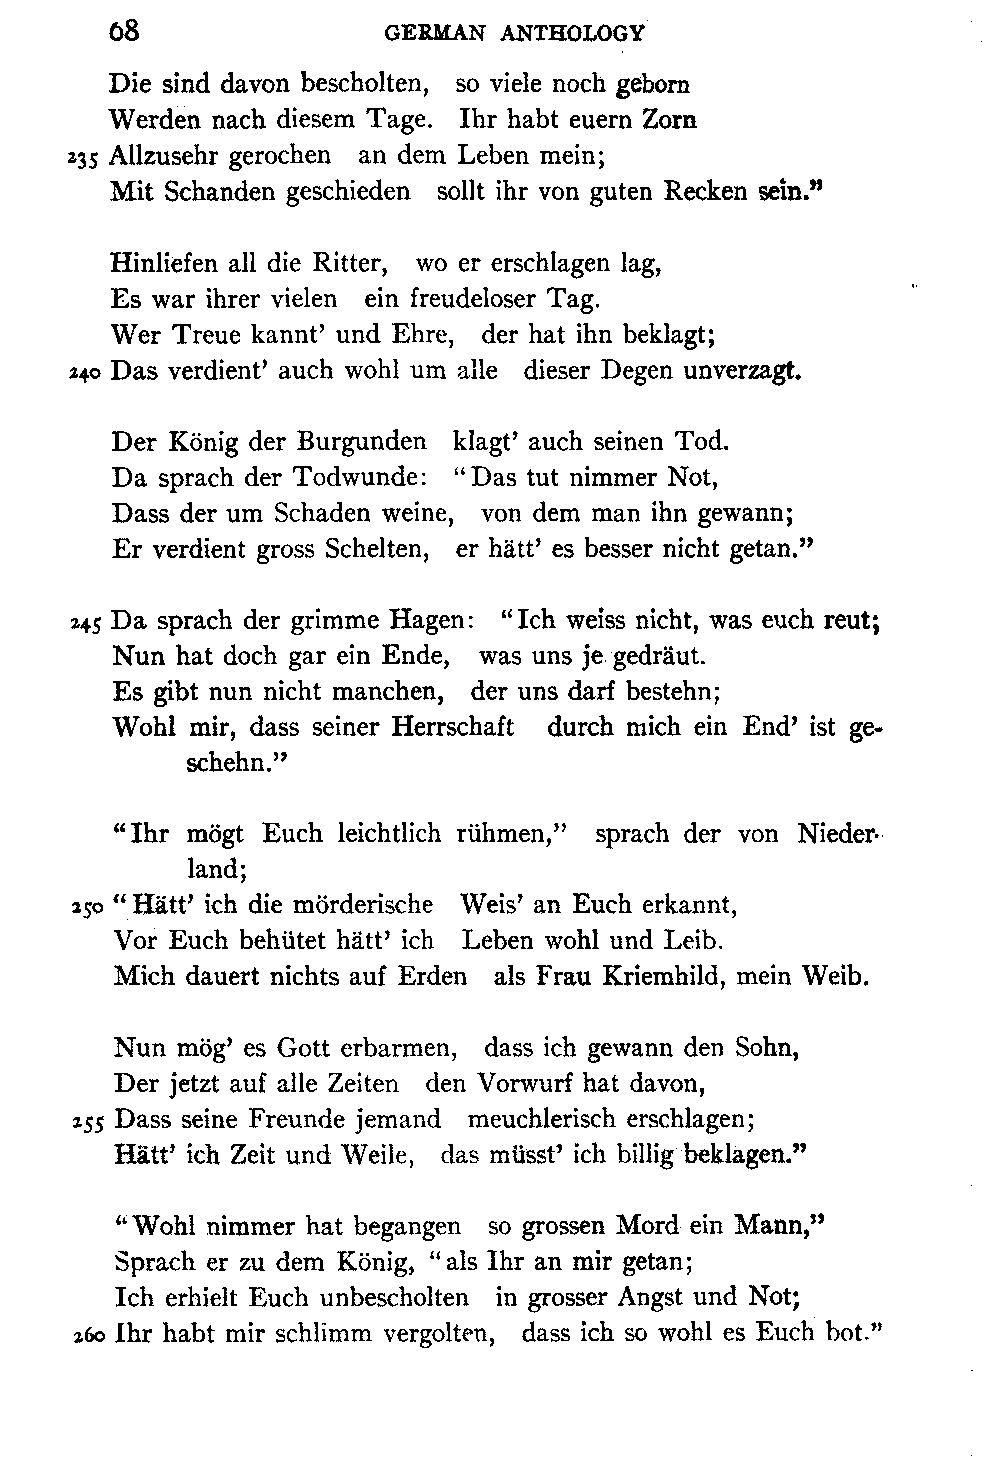 68 GERMAN ANTHOLOGY
Die sind davon bescholten, so viele noch geborn
Werden nach diesem Tage. Ihr habt euern Zorn
235 Allzusehr gerochen an dem Leben mein;
Mit Schanden geschieden sollt ihr von guten Recken sein.”
Hinliefen all die Ritter, wo er erschlagen lag,
Es war ihrer vielen ein freudeloser Tag.
Wer Treue kannt’ und Ehre, der hat ihn beklagt;
240 Das verdient’ auch wohl um alle dieser Degen unverzagt.
Der König der Burgunden klagt’ auch seinen Tod.
Da sprach der Todwunde: “Das tut nimmer Not,
Dass der um Schaden weine, von dem man ihn gewann;
Er verdient gross Schelten, er hätt’ es besser nicht getan.”
245 Da sprach der grimme Hagen: “Ich weiss nicht, was euch reut;
Nun hat doch gar ein Ende, was uns je gedräut.
Es gibt nun nicht manchen, der uns darf bestehn;
Wohl mir, dass seiner Herrschaft durch mich ein End’ ist ge-
schehn.”
“Ihr mögt Euch leichtlich rühmen,” sprach der von Nieder-
land;
250 “Hätt’ ich die mörderische Weis’ an Euch erkannt,
Vor Euch behütet hätt’ ich Leben wohl und Leib.
Mich dauert nichts auf Erden als Frau Kriemhild, mein Weib.
Nun mög’ es Gott erbarmen, dass ich gewann den Sohn,
Der jetzt auf alle Zeiten den Vorwurf hat davon,
255 Dass seine Freunde jemand meuchlerisch erschlagen;
Hätt’ ich Zeit und Weile, das müsst’ ich billig beklagen.”
“Wohl nimmer hat begangen so grossen Mord ein Mann,”
Sprach er zu dem König, “als Ihr an mir getan;
Ich erhielt Euch unbescholten in grosser Angst und Not;
260 Ihr habt mir schlimm vergolten, dass ich so wohl es Euch bot.”